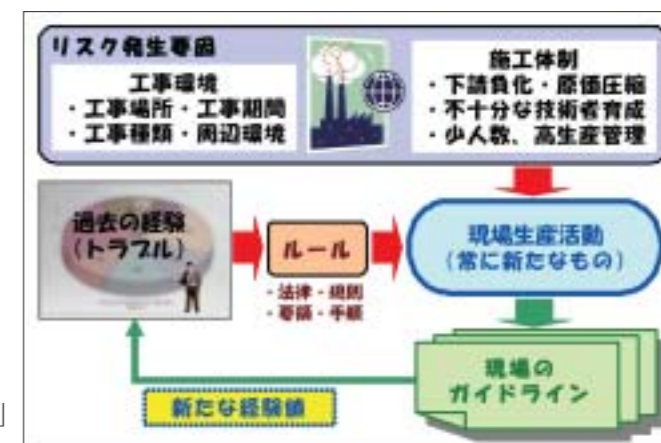 リスク発生要因
工事環境
・工事場所・工事期間
・工事種類・周辺環境
施工体制
・下請負化・原価圧縮
・不十分な技術者育成
・少人数、高生産管理
過去の経験
(トラブル)
ルール
・法律・規則
・要領・手順
現場生産活動
(常に新たなもの)
現場の
ガイドライン
新たな経験値
」